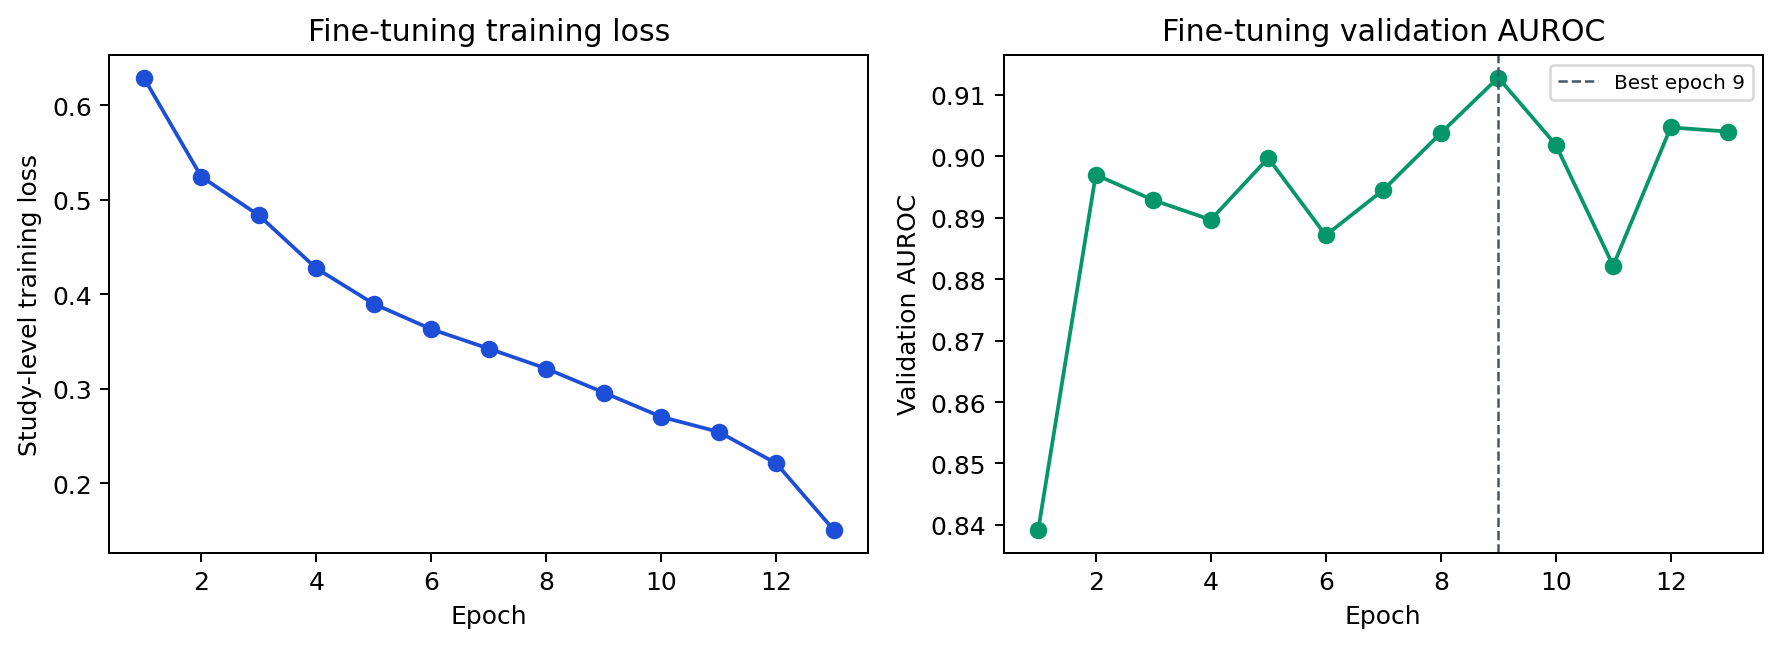 Fine-tuning training loss
Study-level training loss
0.6
0.5
0.4
0.3
0.2
2 4 6 8 10 12
Epoch
Fine-tuning validation AUROC
Validation AUROC
0.91
0.90
0.89
0.88
0.87
0.86
0.85
0.84
Best epoch 9
2 4 6 8 10 12
Epoch